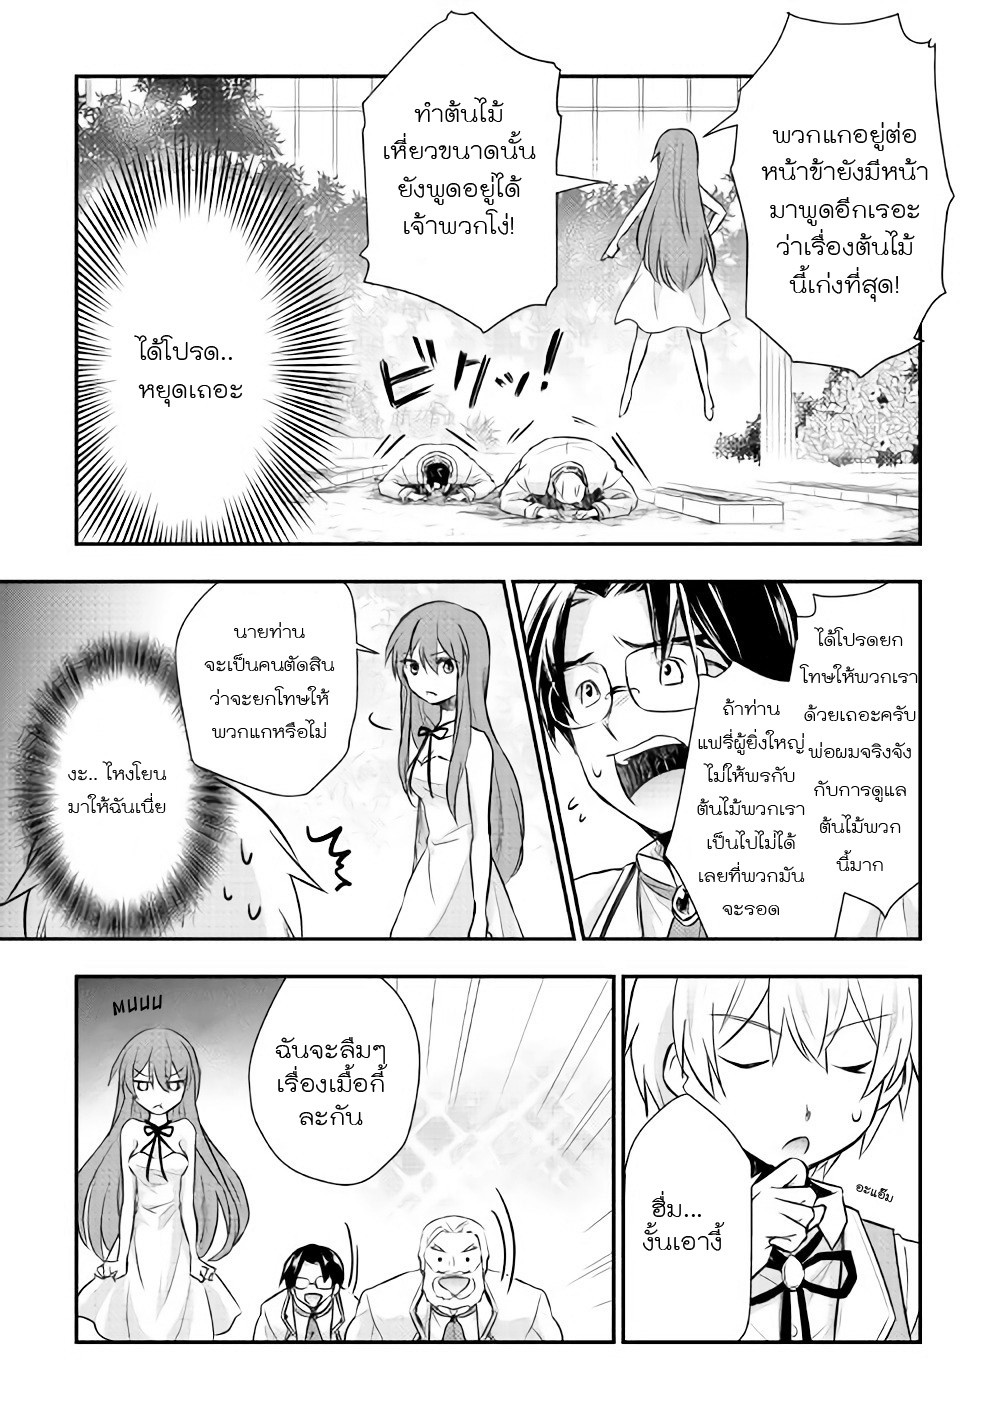 พวกแกอยู่ต่อ
หน้าข้ายังมีหน้า
มาพูดอีกเรอะ
ว่าเรื่องต้นไม้
นี้เก่งที่สุด!
ทำต้นไม้
เหี่ยวขนาดนั้น
ยังพูดอยู่ได้
เจ้าพวกโง่!
ビクッ!
ได้โปรด..
หยุดเถอะ
ได้โปรดยก
โทษให้พวกเรา
ด้วยเถอะครับ
พ่อผมจริงจัง
กับการดูแล
ต้นไม้พวก
นี้มาก
ถ้าท่าน
แฟรี่ผู้ยิ่งใหญ่
ไม่ให้พรกับ
ต้นไม้พวกเรา
เป็นไปไม่ได้
เลยที่พวกมัน
จะรอด
นายท่าน
จะเป็นคนตัดสิน
ว่าจะยกโทษให้
พวกแกหรือไม่
งะ.. ไหงโยน
มาให้ฉันเนี่ย
อะแฮ๊ม
ฮึ่ม...
งั้นเอางี้
ฉันจะลืมๆ
เรื่องเมื้อกี้
ละกัน
MUUU